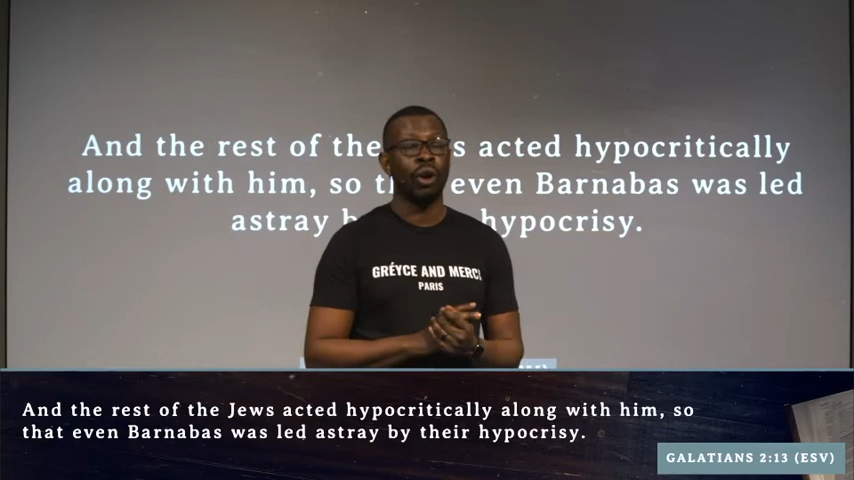 And the rest of the s acted hypocritically
along with him, so th even Barnabas was led
astray b hypocrisy.
GRÉYCE AND MERCI
PARIS
And the rest of the Jews acted hypocritically along with him, so
that even Barnabas was led astray by their hypocrisy.
GALATIANS 2:13 (ESV)